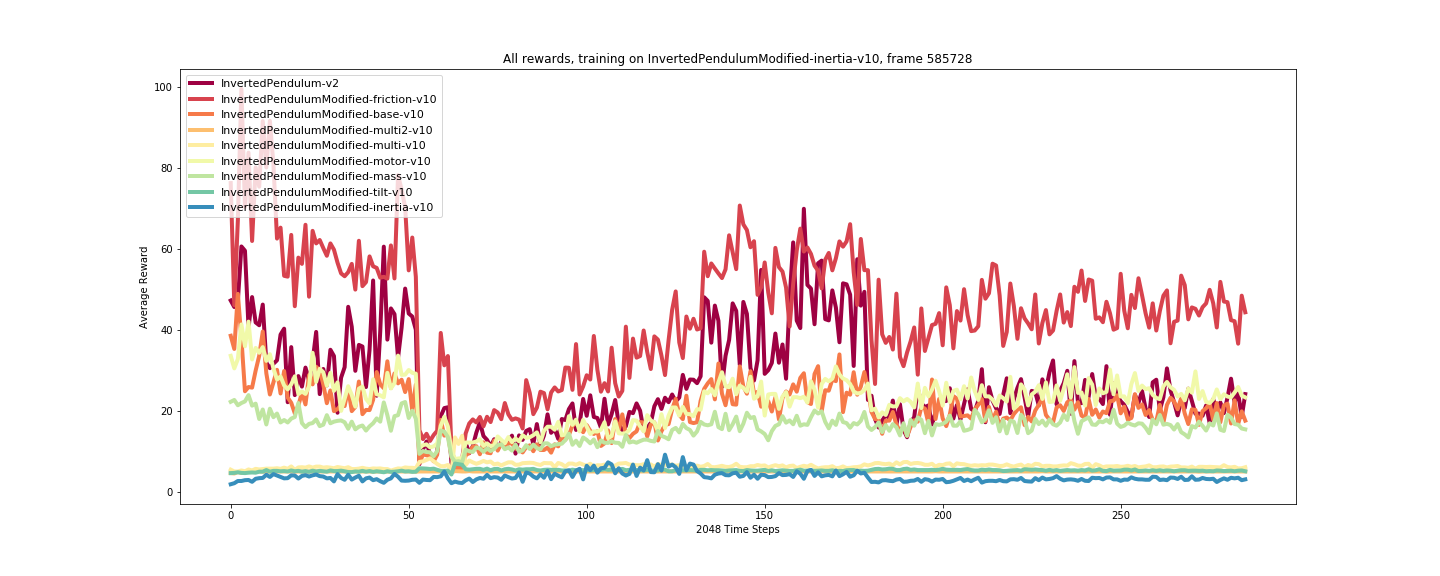 All rewards, training on InvertedPendulumModified-inertia-v10, frame 585728
InvertedPendulum-v2
InvertedPendulumModified-friction-v10
InvertedPendulumModified-base-v10
InvertedPendulumModified-multi2-v10
InvertedPendulumModified-multi-v10
InvertedPendulumModified-motor-v10
InvertedPendulumModified-mass-v10
InvertedPendulumModified-tilt-v10
InvertedPendulumModified-inertia-v10
100
80
60
40
20
0
Average Reward
0 50 100 150 200 250
2048 Time Steps